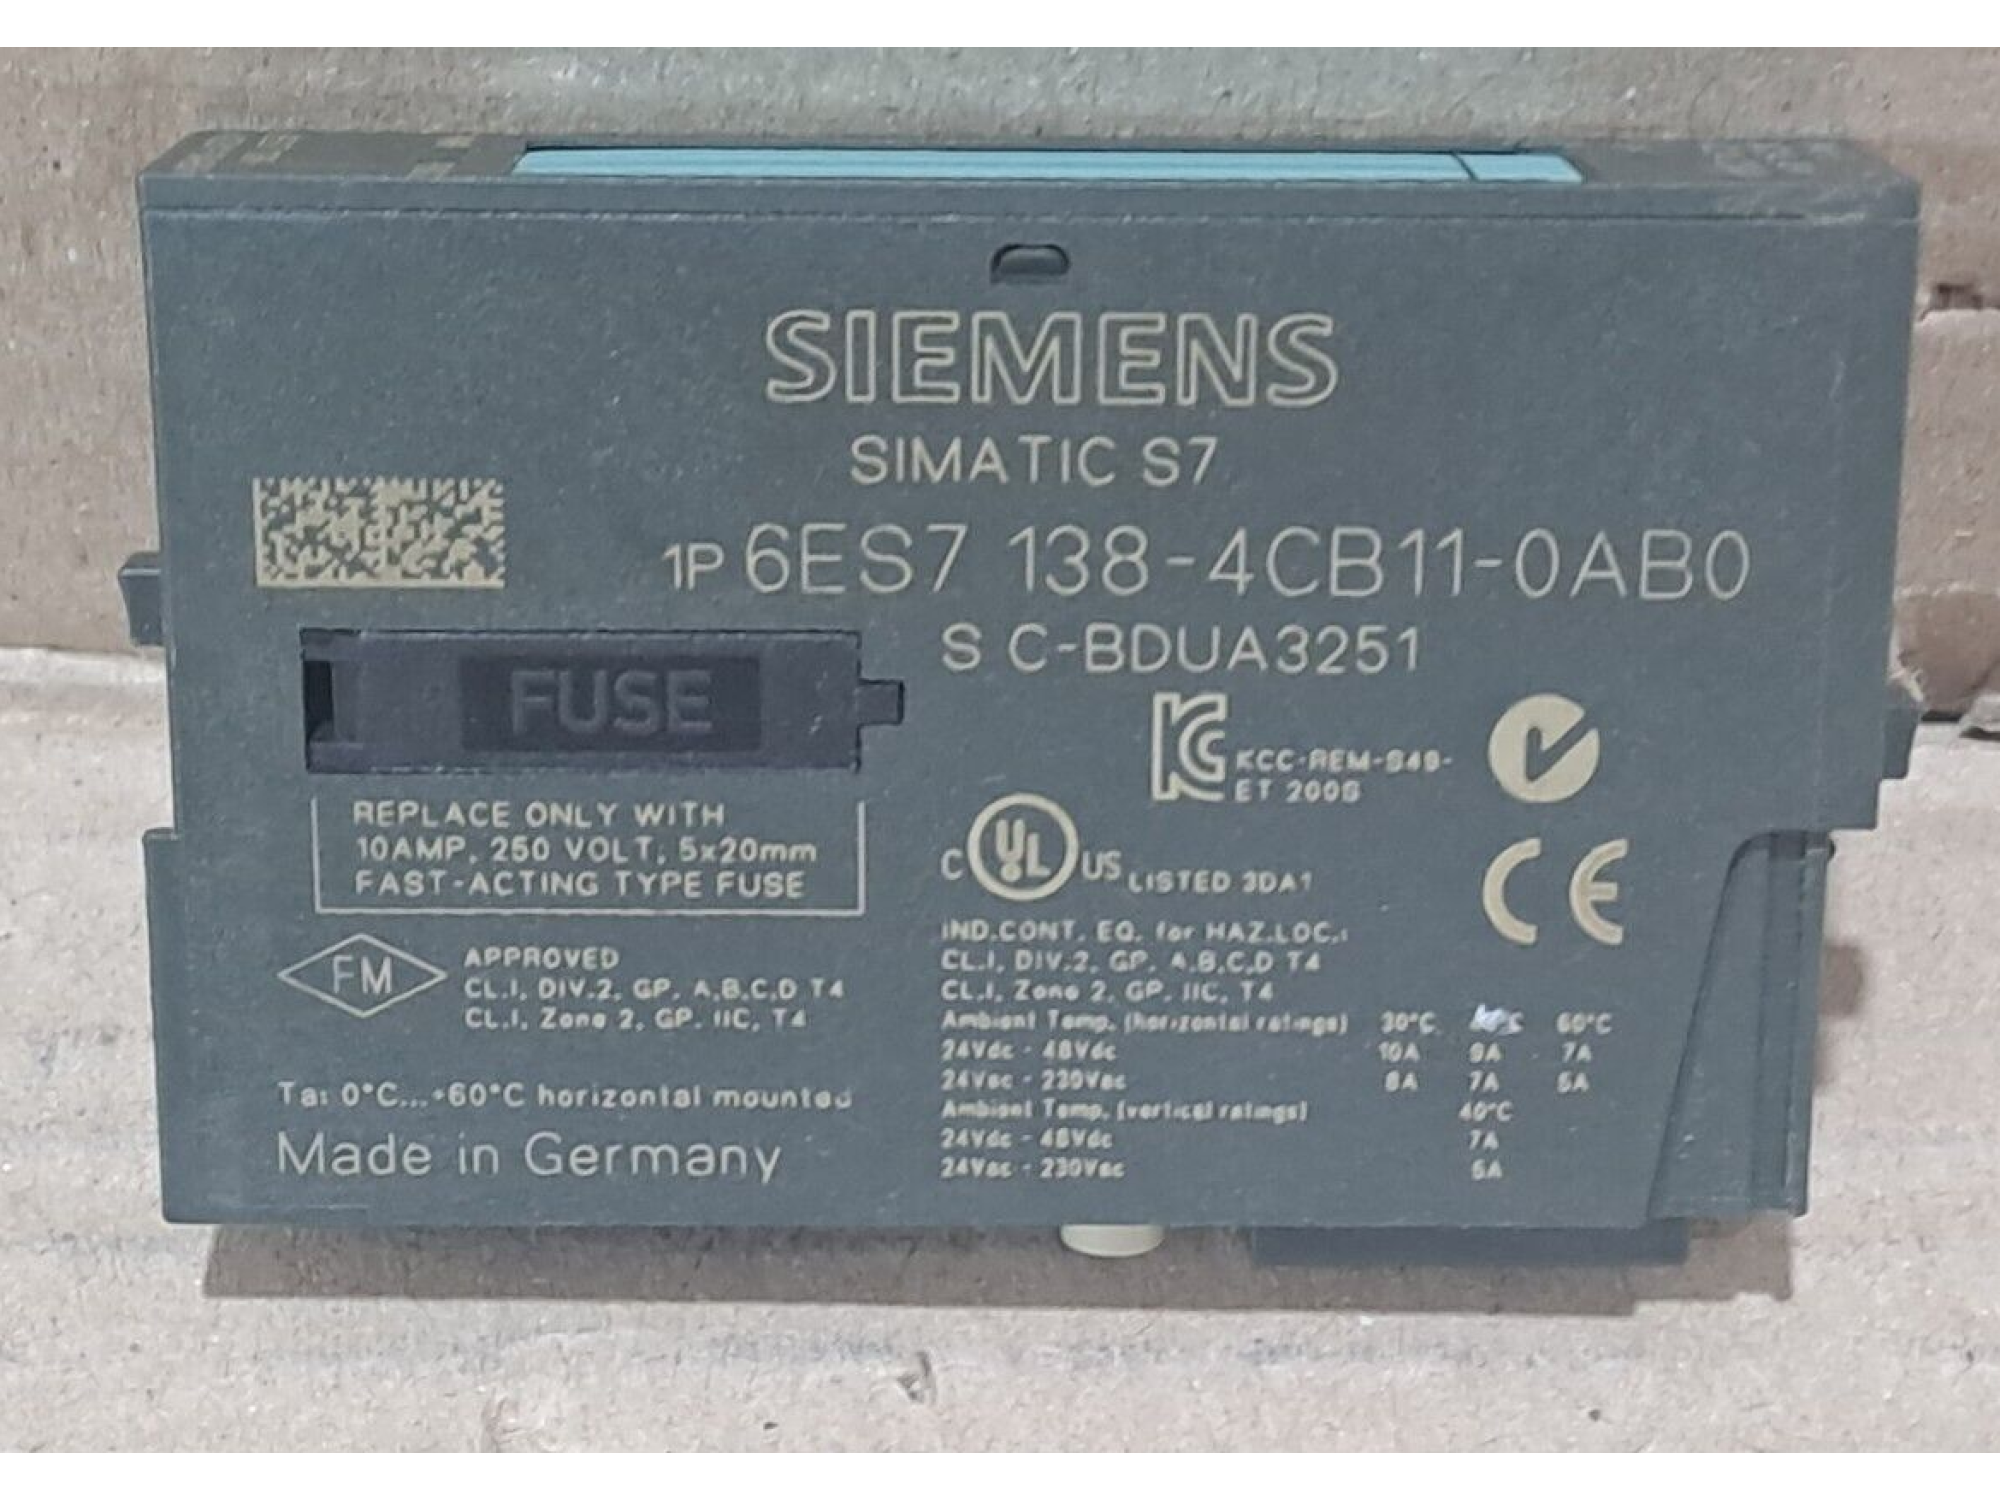 SIEMENS
SIMATIC S7
1P 6ES7 138-4CB11-0AB0
S C-BDUA3251
FUSE
KCC-REM-S49-
ET 200S
REPLACE ONLY WITH
10AMP, 250 VOLT, 5x20mm
FAST-ACTING TYPE FUSE
C UL US LISTED 3DA1
CE
FM
APPROVED
CL.I, DIV.2, GP. A,B,C,D T4
CL.I, Zone 2, GP. IIC, T4
IND.CONT. EQ. for HAZ.LOC.:
CL.I, DIV.2, GP. A,B,C,D T4
CL.I, Zone 2, GP. IIC, T4
Ambient Temp. (horizontal ratings) 30°C 60°C
24Vdc - 48Vdc 10A 9A 7A
24Vac - 230Vac 8A 7A 5A
Ambient Temp. (vertical ratings) 40°C
24Vdc - 48Vdc 7A
24Vac - 230Vac 5A
Ta: 0°C...+60°C horizontal mounted
Made in Germany